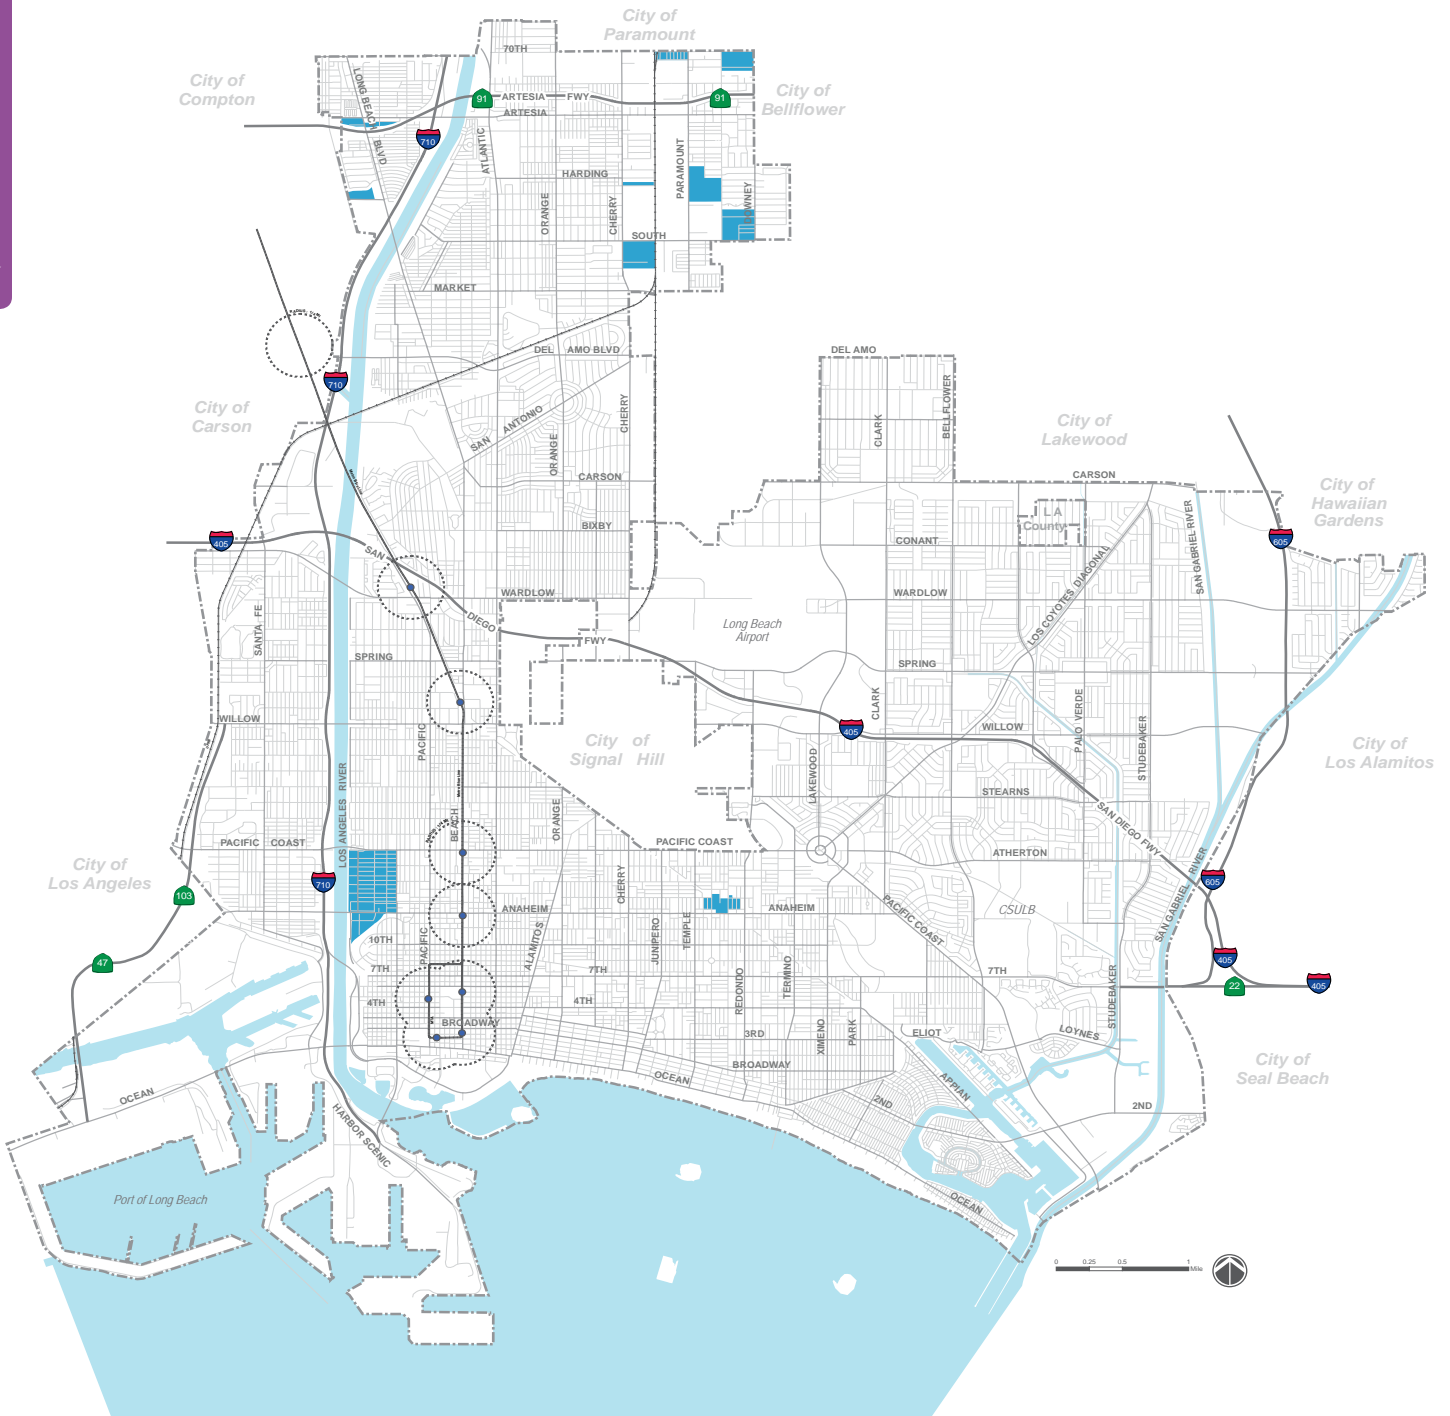 City of
Paramount
70TH
City of
Compton
LONG BEACH BLVD
91
ARTESIA FWY
91
City of
Bellflower
ARTESIA
710
ATLANTIC
PARAMOUNT
HARDING
ORANGE
CHERRY
DOWNEY
SOUTH
MARKET
DEL AMO BLVD
DEL AMO
710
City of
Carson
SAN ANTONIO
CHERRY
CLARK
BELLFLOWER
City of
Lakewood
ORANGE
CARSON
CARSON
City of
Hawaiian
Gardens
BIXBY
L A
County
SAN GABRIEL RIVER
405
CONANT
605
SAN DIEGO FWY
WARDLOW
WARDLOW
LOS COYOTES DIAGONAL
SANTA FE
Long Beach
Airport
SPRING
SPRING
WILLOW
PACIFIC
CLARK
WILLOW
PALO VERDE
STUDEBAKER
405
City of
Signal Hill
City of
Los Alamitos
LOS ANGELES RIVER
LAKEWOOD
STEARNS
BEACH
ORANGE
SAN DIEGO FWY
PACIFIC COAST
PACIFIC COAST
ATHERTON
City of
Los Angeles
710
CHERRY
605
103
ANAHEIM
ANAHEIM
PACIFIC COAST
CSULB
SAN GABRIEL RIVER
10TH
PACIFIC
ALAMITOS
JUNIPERO
TEMPLE
47
7TH
7TH
REDONDO
TERMINO
7TH
405
22
405
4TH
4TH
STUDEBAKER
BROADWAY
3RD
XIMENO
PARK
ELIOT
LOYNES
BROADWAY
City of
Seal Beach
OCEAN
OCEAN
APPIAN
2ND
2ND
HARBOR SCENIC
Port of Long Beach
OCEAN
0 0.25 0.5 1
Mile